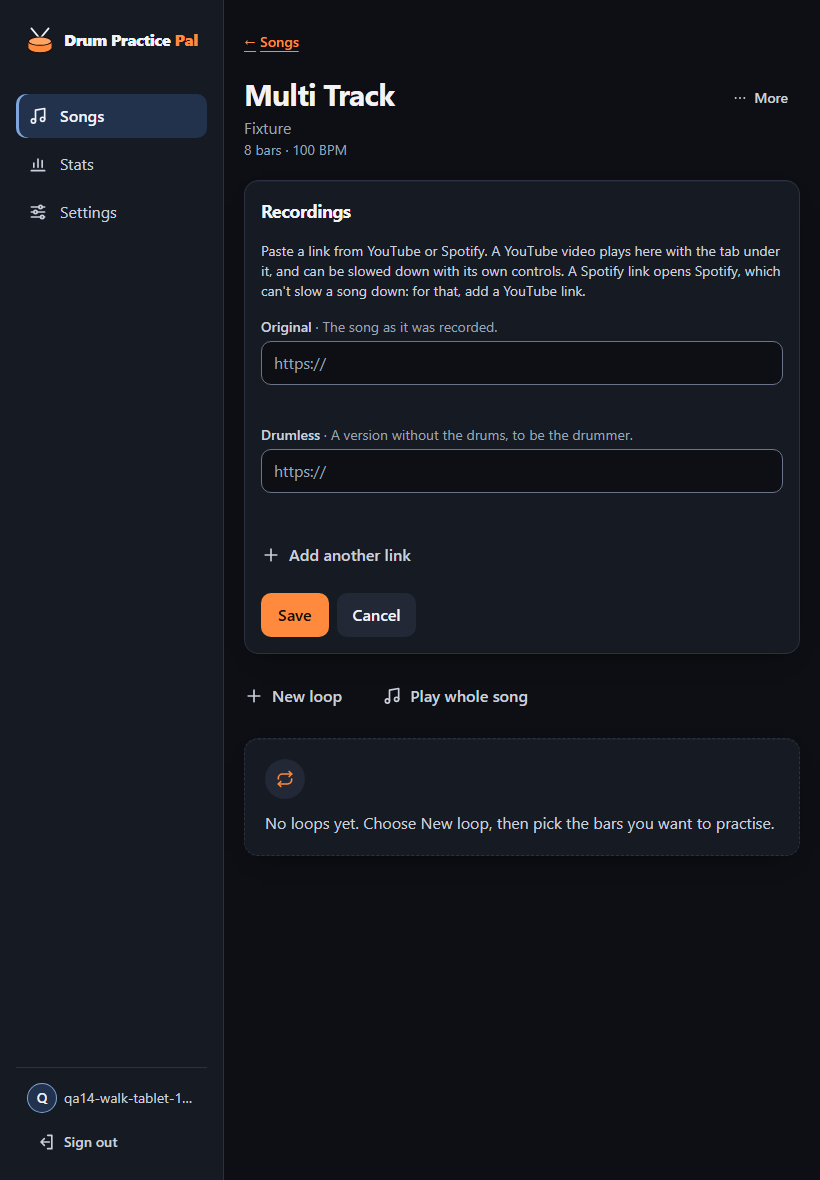 Drum Practice Pal
Songs
Stats
Settings
← Songs
Multi Track
··· More
Fixture
8 bars · 100 BPM
Recordings
Paste a link from YouTube or Spotify. A YouTube video plays here with the tab under
it, and can be slowed down with its own controls. A Spotify link opens Spotify, which
can't slow a song down: for that, add a YouTube link.
Original · The song as it was recorded.
https://
Drumless · A version without the drums, to be the drummer.
https://
+ Add another link
Save Cancel
+ New loop Play whole song
No loops yet. Choose New loop, then pick the bars you want to practise.
Q qa14-walk-tablet-1...
Sign out